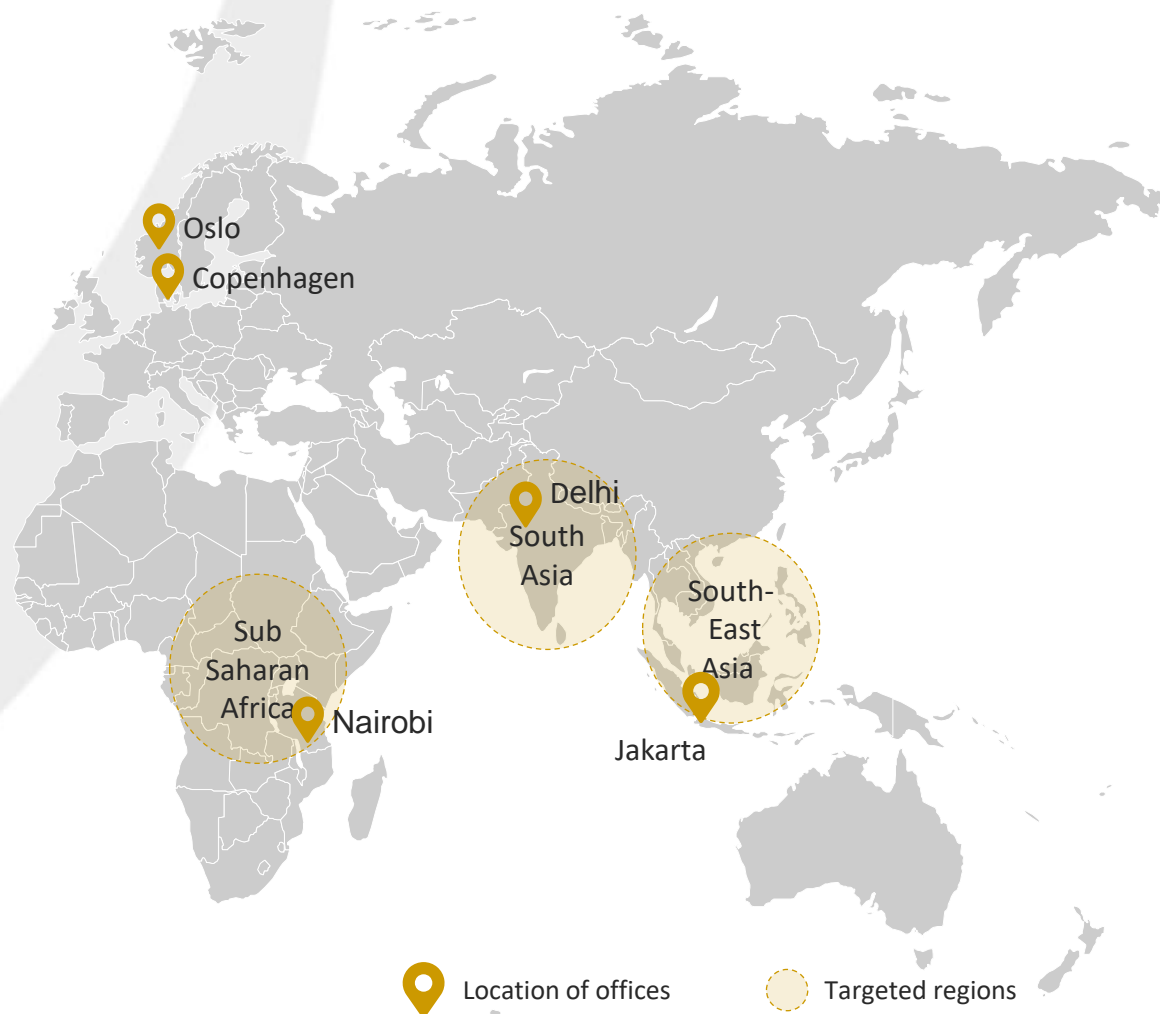 Oslo
Copenhagen
Delhi
South
Asia
South-
East
Asia
Sub
Saharan
Africa
Nairobi
Jakarta
Location of offices
Targeted regions